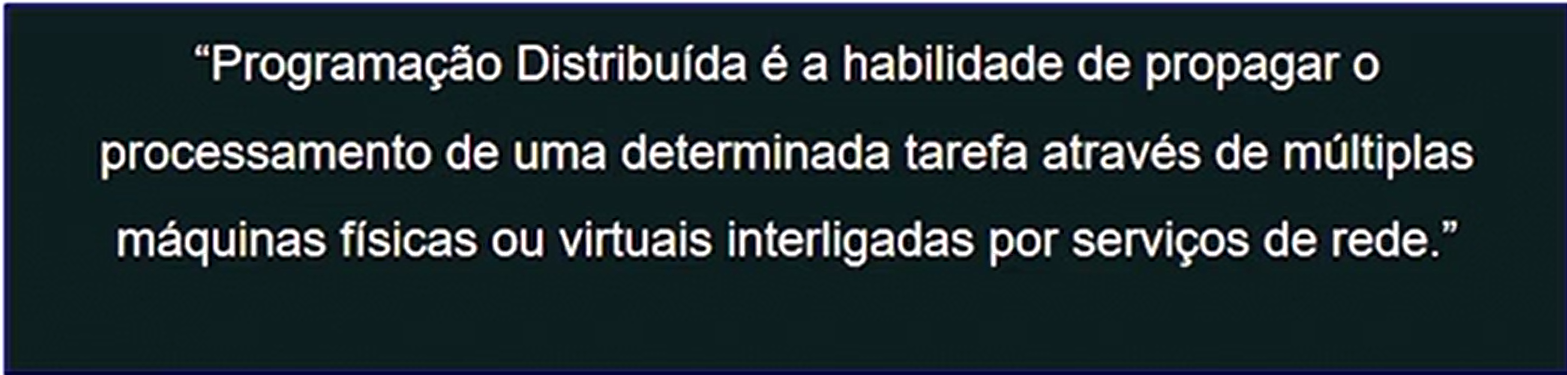 “Programação Distribuída é a habilidade de propagar o
processamento de uma determinada tarefa através de múltiplas
máquinas físicas ou virtuais interligadas por serviços de rede.”